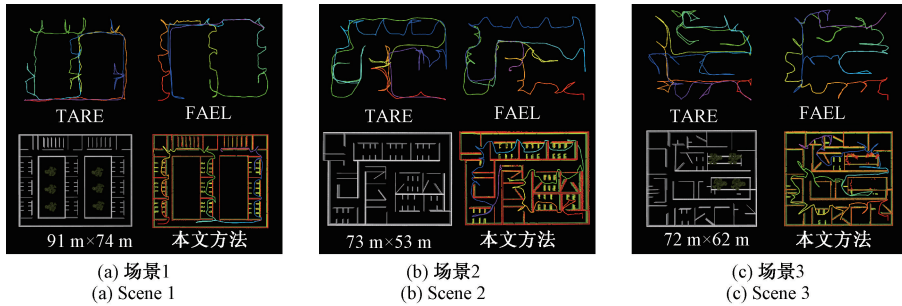 TARE FAEL
91 m×74 m 本文方法
(a) 场景1
(a) Scene 1
TARE FAEL
73 m×53 m 本文方法
(b) 场景2
(b) Scene 2
TARE FAEL
72 m×62 m 本文方法
(c) 场景3
(c) Scene 3